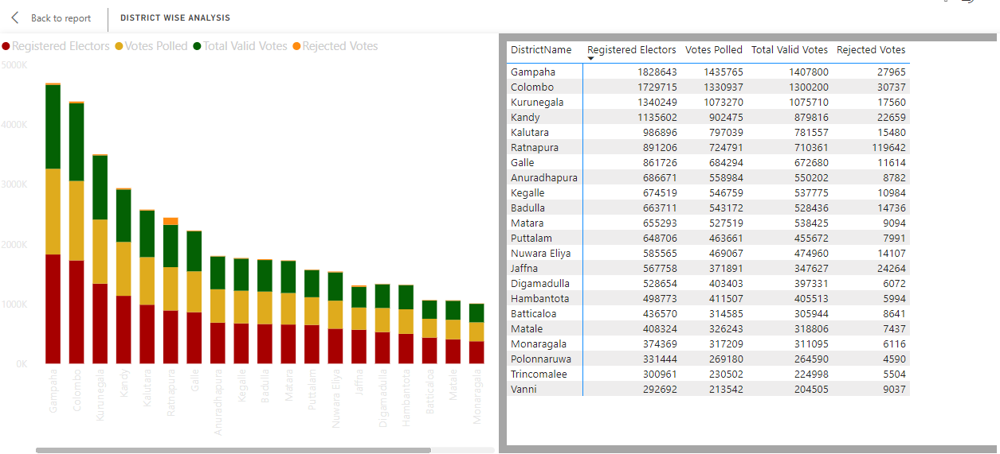 Back to report
DISTRICT WISE ANALYSIS
Registered Electors Votes Polled Total Valid Votes Rejected Votes
5000K
4000K
3000K
2000K
1000K
0K
Gampaha
Colombo
Kurunegala
Kandy
Kalutara
Ratnapura
Galle
Anuradhapura
Kegalle
Badulla
Matara
Puttalam
Nuwara Eliya
Jaffna
Digamadulla
Hambantota
Batticaloa
Matale
Monaragala
DistrictName Registered Electors Votes Polled Total Valid Votes Rejected Votes
Gampaha 1828643 1435765 1407800 27965
Colombo 1729715 1330937 1300200 30737
Kurunegala 1340249 1073270 1075710 17560
Kandy 1135602 902475 879816 22659
Kalutara 986896 797039 781557 15480
Ratnapura 891206 724791 710361 119642
Galle 861726 684294 672680 11614
Anuradhapura 686671 558984 550202 8782
Kegalle 674519 546759 537775 10984
Badulla 663711 543172 528436 14736
Matara 655293 527519 538425 9094
Puttalam 648706 463661 455672 7991
Nuwara Eliya 585565 469067 474960 14107
Jaffna 567758 371891 347627 24264
Digamadulla 528654 403403 397331 6072
Hambantota 498773 411507 405513 5994
Batticaloa 436570 314585 305944 8641
Matale 408324 326243 318806 7437
Monaragala 374369 317209 311095 6116
Polonnaruwa 331444 269180 264590 4590
Trincomalee 300961 230502 224998 5504
Vanni 292692 213542 204505 9037